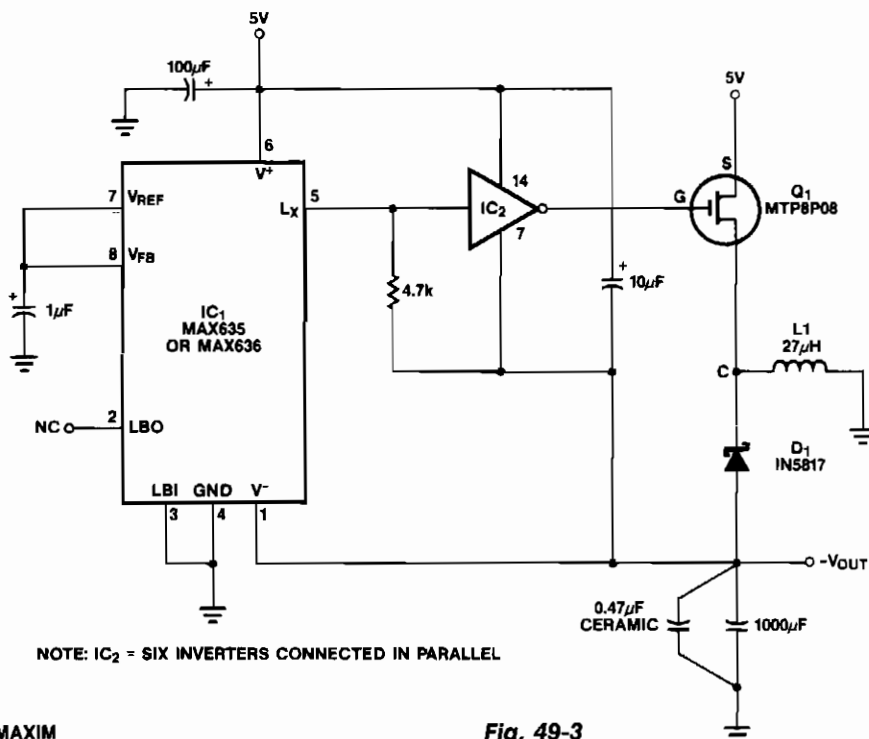 5V
100µF
+
6
V+
7
VREF
LX
5
8
VFB
+
1µF
IC1
MAX635
OR MAX636
NC
2
LBO
LBI
GND
V-
3
4
1
14
IC2
7
4.7k
+
10µF
5V
S
G
Q1
MTP8P08
L1
27µH
C
D1
IN5817
-VOUT
0.47µF
CERAMIC
1000µF
NOTE: IC2 = SIX INVERTERS CONNECTED IN PARALLEL
MAXIM
Fig. 49-3